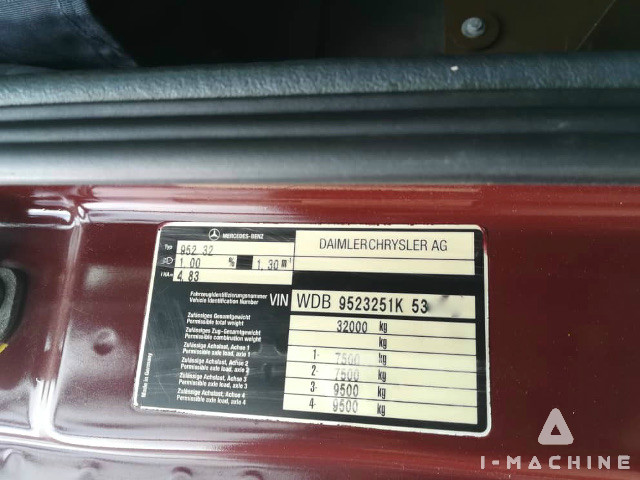 MERCEDES-BENZ
DAIMLERCHRYSLER AG
Typ 952.32
1.00 % 1,30 m
i HA= 4,83
Fahrzeugidentifizierungsnummer
Vehicle Identification Number
VIN WDB 9523251K 53
Zulässiges Gesamtgewicht
Permissible total weight
32000 kg
Zulässiges Zug-Gesamtgewicht
Permissible combination weight
kg
Zulässige Achslast, Achse 1
Permissible axle load, axle 1
1- 7500 kg
Zulässige Achslast, Achse 2
Permissible axle load, axle 2
2- 7500 kg
Zulässige Achslast, Achse 3
Permissible axle load, axle 3
3- 9500 kg
Zulässige Achslast, Achse 4
Permissible axle load, axle 4
4- 9500 kg
Made in Germany
I-MACHINE